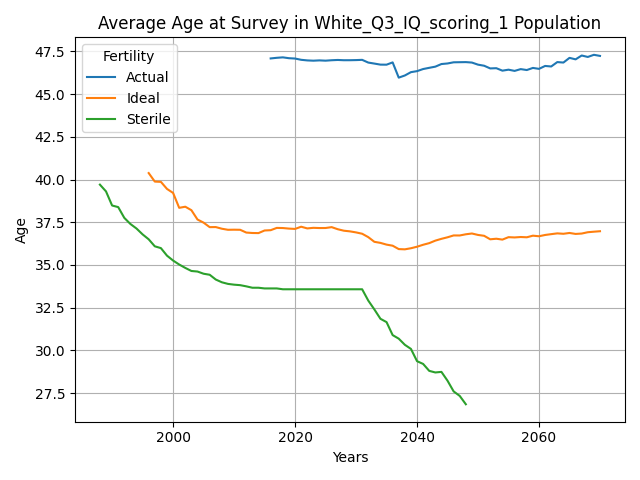 Average Age at Survey in White_Q3_IQ_scoring_1 Population
Fertility
Actual
Ideal
Sterile
Age
47.5
45.0
42.5
40.0
37.5
35.0
32.5
30.0
27.5
2000
2020
2040
2060
Years